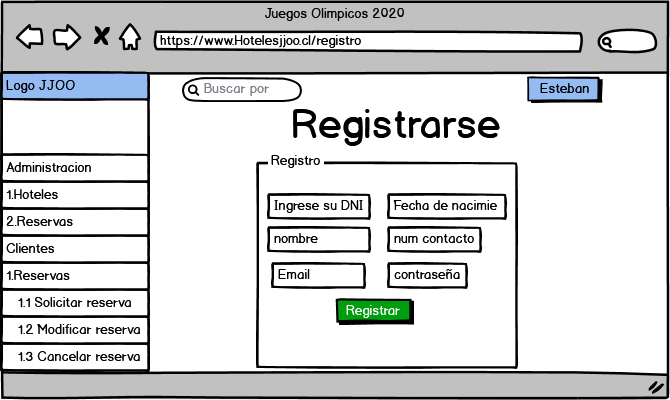 Juegos Olimpicos 2020
https://www.Hotelesjjoo.cl/registro
Logo JJOO
Buscar por
Esteban
Registrarse
Administracion
1.Hoteles
2.Reservas
Clientes
1.Reservas
1.1 Solicitar reserva
1.2 Modificar reserva
1.3 Cancelar reserva
Registro
Ingrese su DNI
Fecha de nacimie
nombre
num contacto
Email
contraseña
Registrar